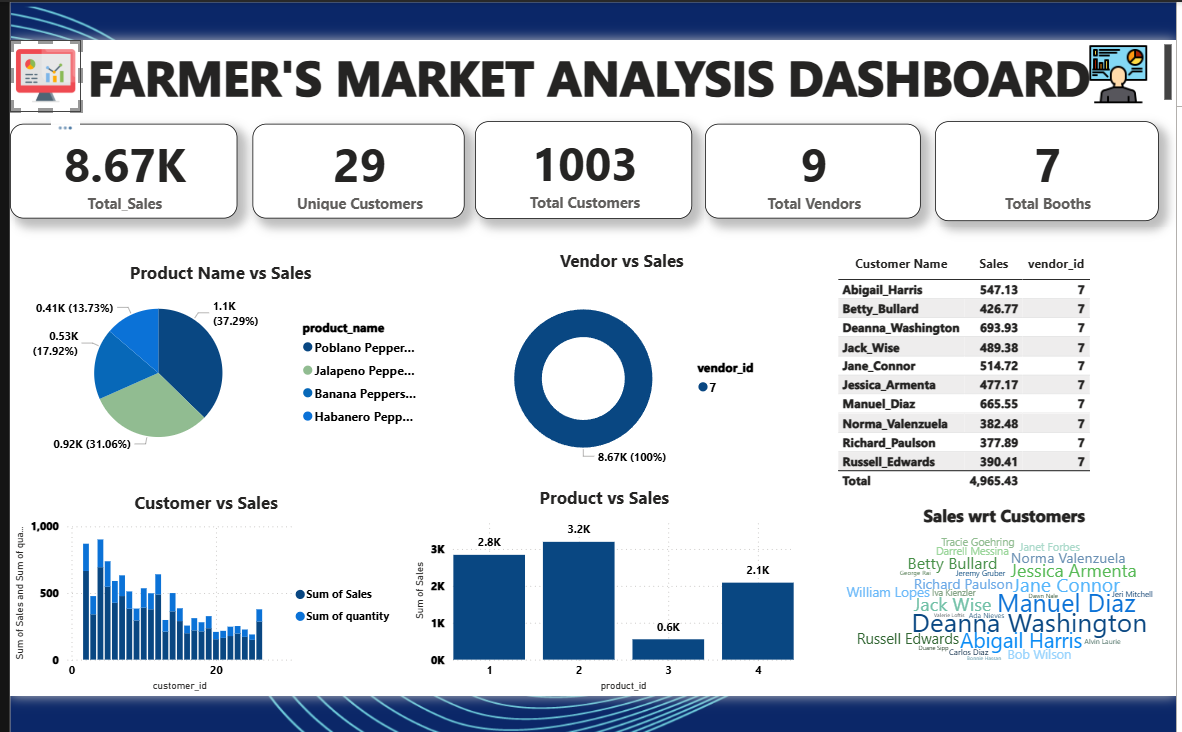 FARMER'S MARKET ANALYSIS DASHBOARD
8.67K
Total_Sales
29
Unique Customers
1003
Total Customers
9
Total Vendors
7
Total Booths
Product Name vs Sales
0.41K (13.73%)
1.1K
(37.29%)
0.53K
(17.92%)
0.92K (31.06%)
product_name
Poblano Pepper...
Jalapeno Peppe...
Banana Peppers...
Habanero Pepp...
Vendor vs Sales
vendor_id
7
8.67K (100%)
Customer Name Sales vendor_id
Abigail_Harris 547.13 7
Betty_Bullard 426.77 7
Deanna_Washington 693.93 7
Jack_Wise 489.38 7
Jane_Connor 514.72 7
Jessica_Armenta 477.17 7
Manuel_Diaz 665.55 7
Norma_Valenzuela 382.48 7
Richard_Paulson 377.89 7
Russell_Edwards 390.41 7
Total 4,965.43
Customer vs Sales
Sum of Sales and Sum of qua...
1,000
500
0
0 20
customer_id
Sum of Sales
Sum of quantity
Product vs Sales
Sum of Sales
3K
2K
1K
0K
2.8K
3.2K
0.6K
2.1K
1 2 3 4
product_id
Sales wrt Customers
Tracie Goehring
Darrell Messina Janet Forbes
Betty Bullard Norma Valenzuela
George Rai Jeremy Gruber Jessica Armenta
Richard Paulson Jane Connor
William Lopes Iva Kienzler Dawn Nale Jeri Mitchell
Jack Wise Manuel Diaz
Ada Nieves
Deanna Washington
Russell Edwards Abigail Harris Alvin Laurie
Duane Sipp Carlos Diaz Bob Wilson